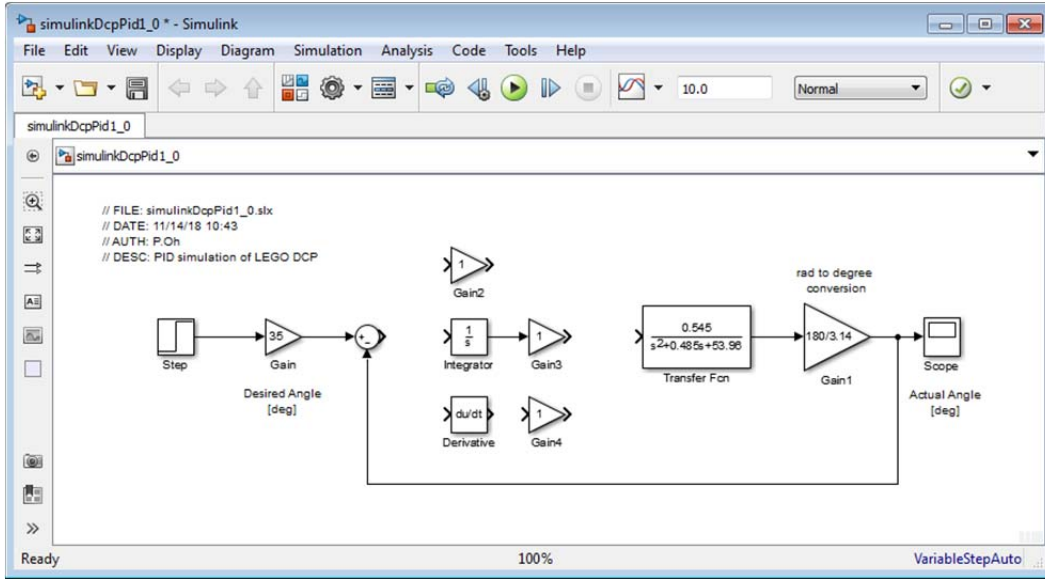 simulinkDcpPid1_0 * - Simulink
File Edit View Display Diagram Simulation Analysis Code Tools Help
10.0 Normal
simulinkDcpPid1_0
simulinkDcpPid1_0
// FILE: simulinkDcpPid1_0.slx
// DATE: 11/14/18 10:43
// AUTH: P.Oh
// DESC: PID simulation of LEGO DCP
1
Gain2
rad to degree
conversion
Step
35
Gain
Desired Angle
[deg]
+_
1
s
Integrator
1
Gain3
0.545
s2+0.485s+53.96
Transfer Fcn
180/3.14
Gain1
Scope
Actual Angle
[deg]
du/dt
Derivative
1
Gain4
Ready 100% VariableStepAuto